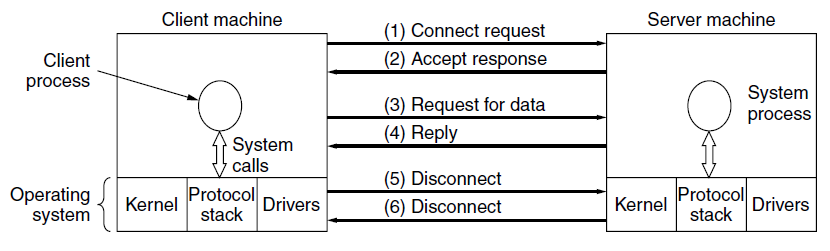 Client machine
Server machine
(1) Connect request
(2) Accept response
Client
process
(3) Request for data
(4) Reply
System
process
System
calls
(5) Disconnect
(6) Disconnect
Operating
system
Kernel
Protocol
stack
Drivers
Kernel
Protocol
stack
Drivers